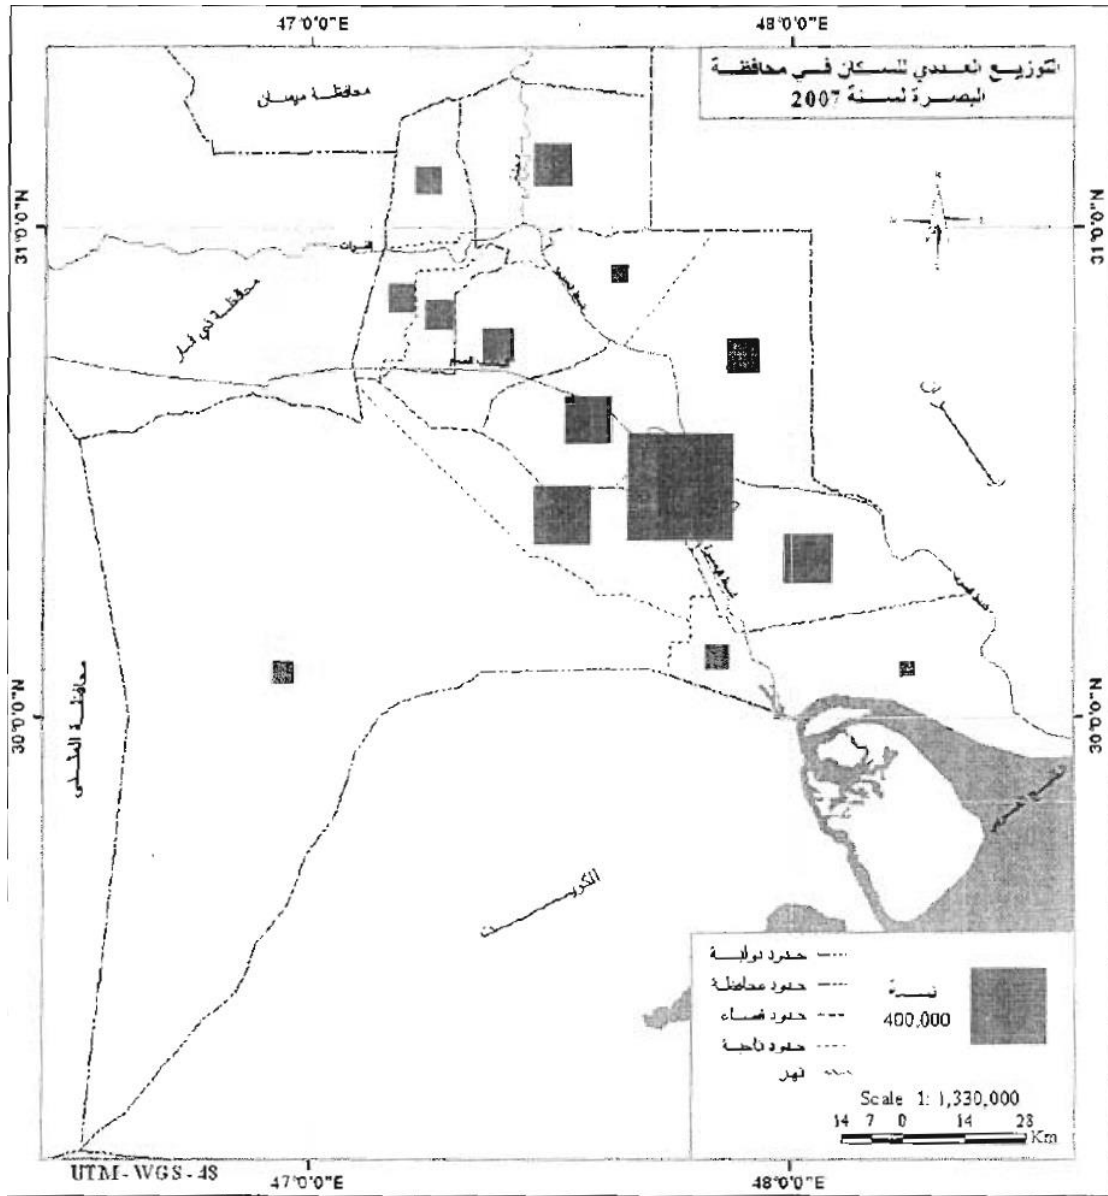 47°0'0"E
48°0'0"E
التوزيع العددي للسكان في محافظة
البصرة لسنة 2007
محافظة ميسان
31°0'0"N
31°0'0"N
الفرات
محافظة ذي قار
30°0'0"N
30°0'0"N
محافظة المثنى
الكويت
حدود دولية
حدود محافظة
حدود قضاء
حدود ناحية
نهر
نسمة
400,000
Scale 1: 1,330,000
14 7 0 14 28
Km
UTM - WGS - 48
47°0'0"E
48°0'0"E